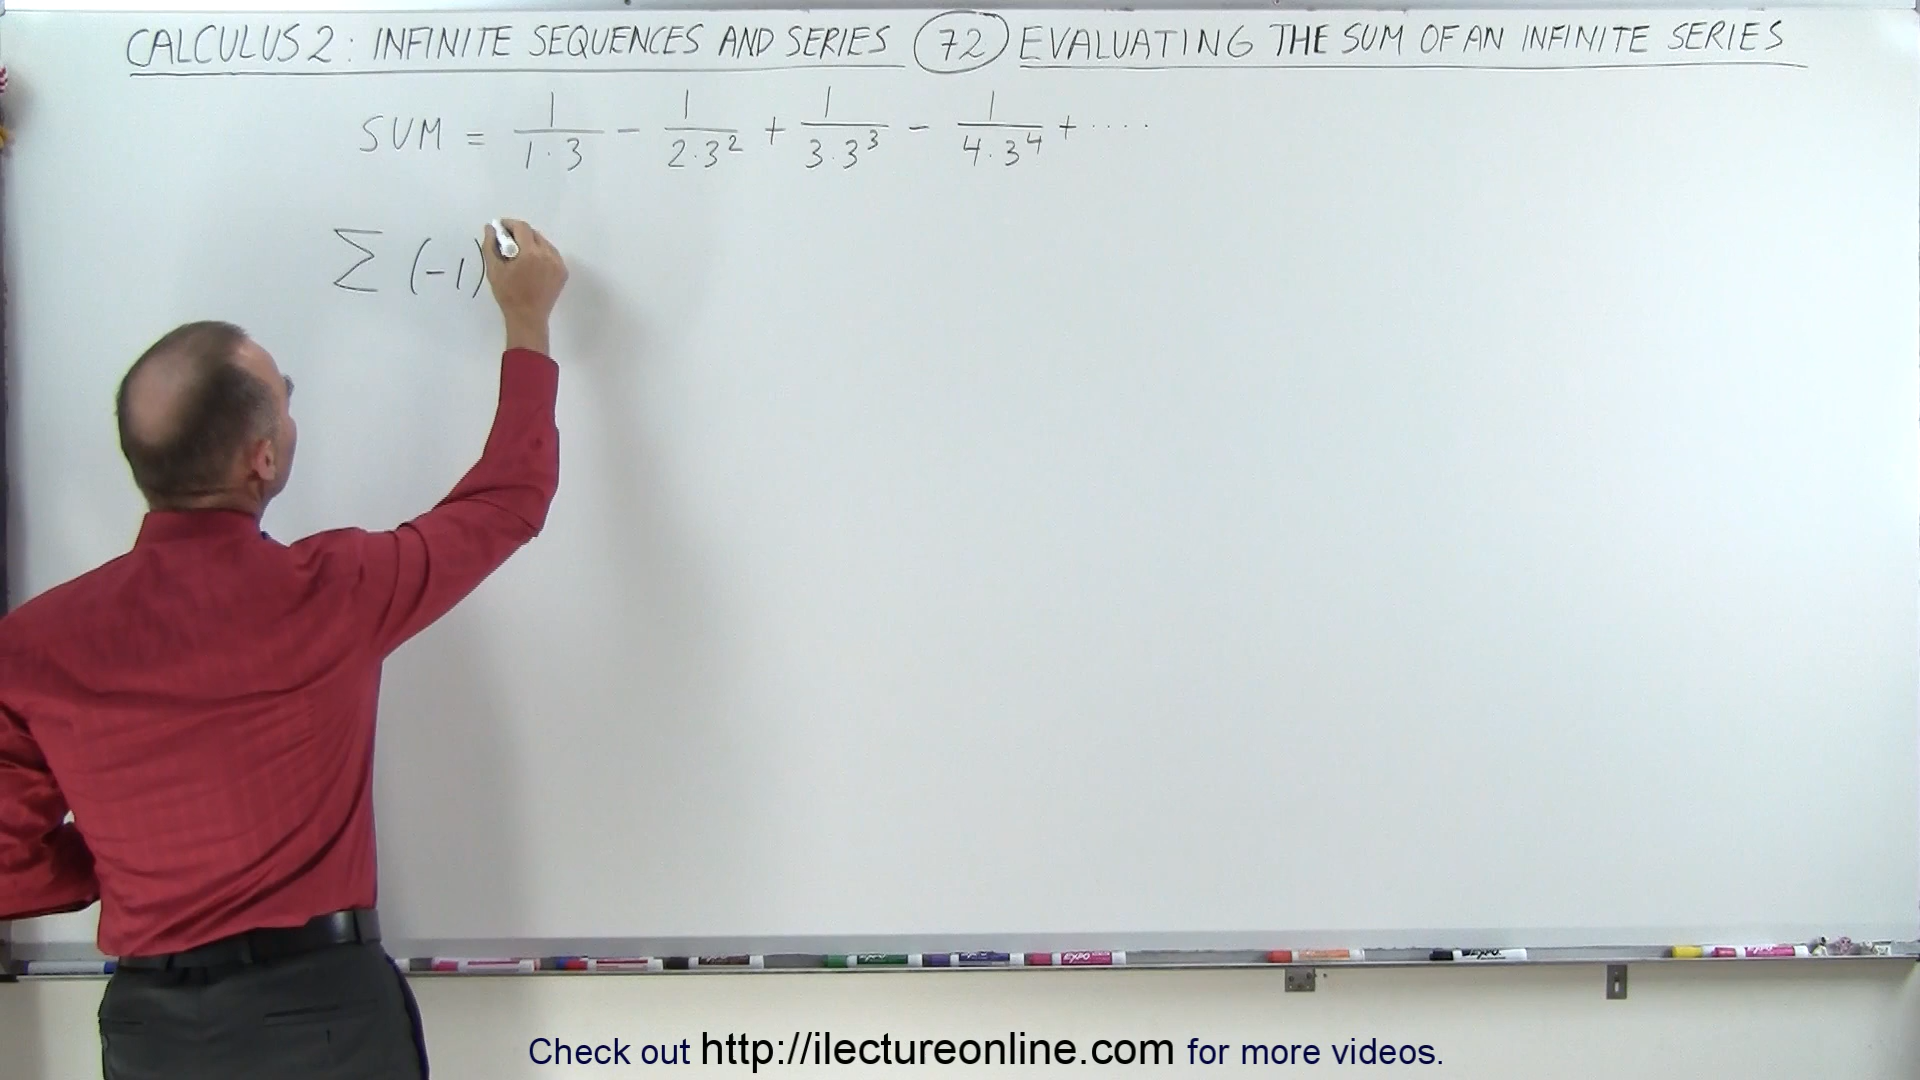 CALCULUS 2: INFINITE SEQUENCES AND SERIES (72) EVALUATING THE SUM OF AN INFINITE SERIES
SUM = 1/(1·3) - 1/(2·3²) + 1/(3·3³) - 1/(4·3⁴) + ····
Σ (-1)
EXPO
Check out http://ilectureonline.com for more videos.